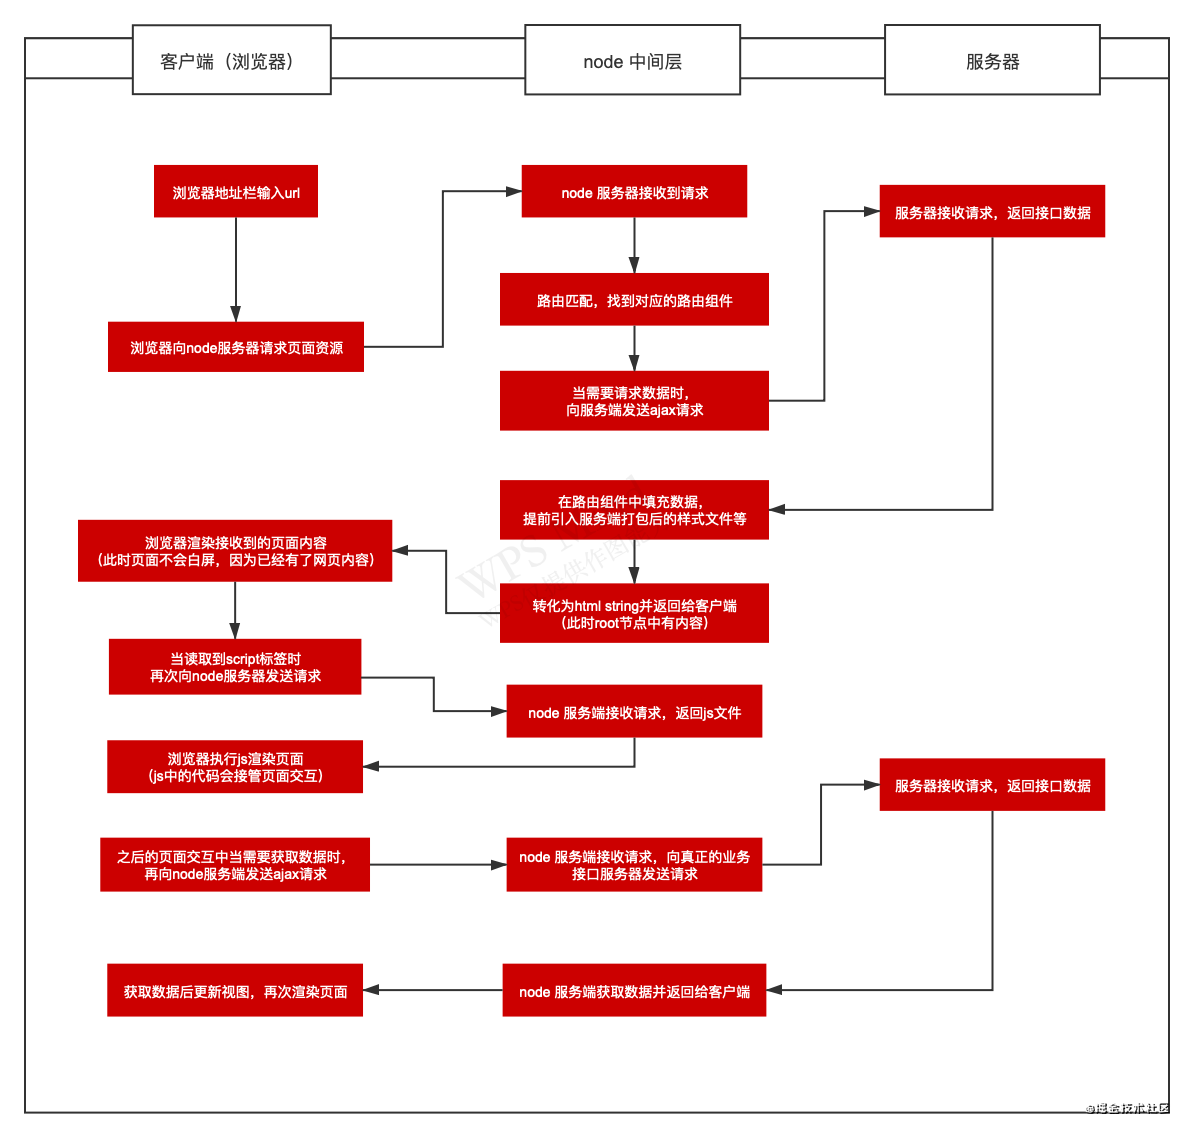 客户端（浏览器）
node 中间层
服务器
浏览器地址栏输入url
node 服务器接收到请求
服务器接收请求，返回接口数据
路由匹配，找到对应的路由组件
浏览器向node服务器请求页面资源
当需要请求数据时，
向服务端发送ajax请求
在路由组件中填充数据，
提前引入服务端打包后的样式文件等
浏览器渲染接收到的页面内容
（此时页面不会白屏，因为已经有了网页内容）
转化为html string并返回给客户端
（此时root节点中有内容）
当读取到script标签时
再次向node服务器发送请求
node 服务端接收请求，返回js文件
浏览器执行js渲染页面
（js中的代码会接管页面交互）
服务器接收请求，返回接口数据
之后的页面交互中当需要获取数据时，
再向node服务端发送ajax请求
node 服务端接收请求，向真正的业务
接口服务器发送请求
获取数据后更新视图，再次渲染页面
node 服务端获取数据并返回给客户端
WPS
提供作图
@掘金技术社区